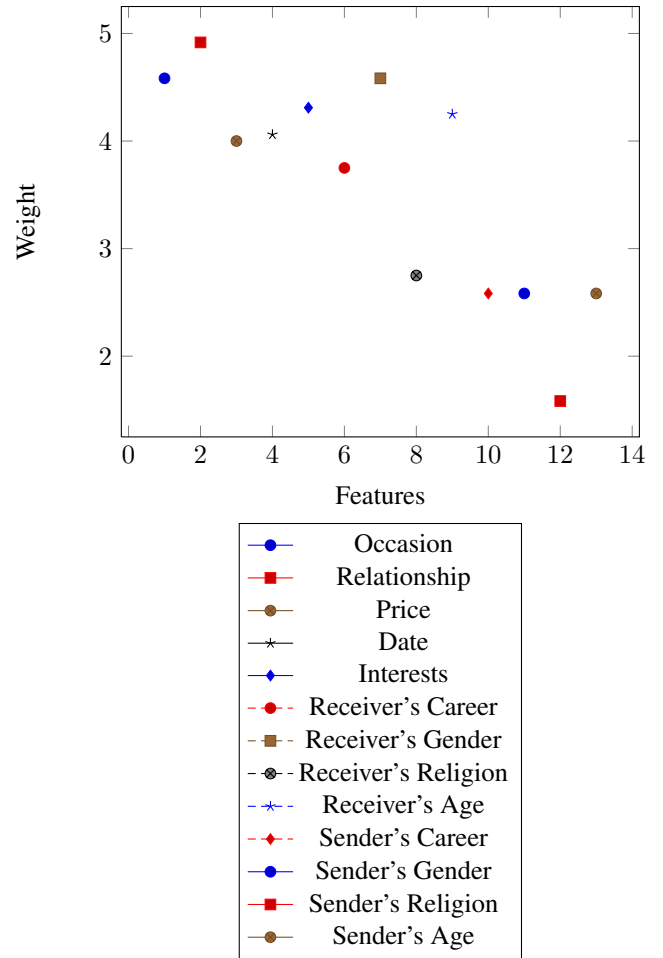 5
4
3
2
Weight
0 2 4 6 8 10 12 14
Features
Occasion
Relationship
Price
Date
Interests
Receiver's Career
Receiver's Gender
Receiver's Religion
Receiver's Age
Sender's Career
Sender's Gender
Sender's Religion
Sender's Age